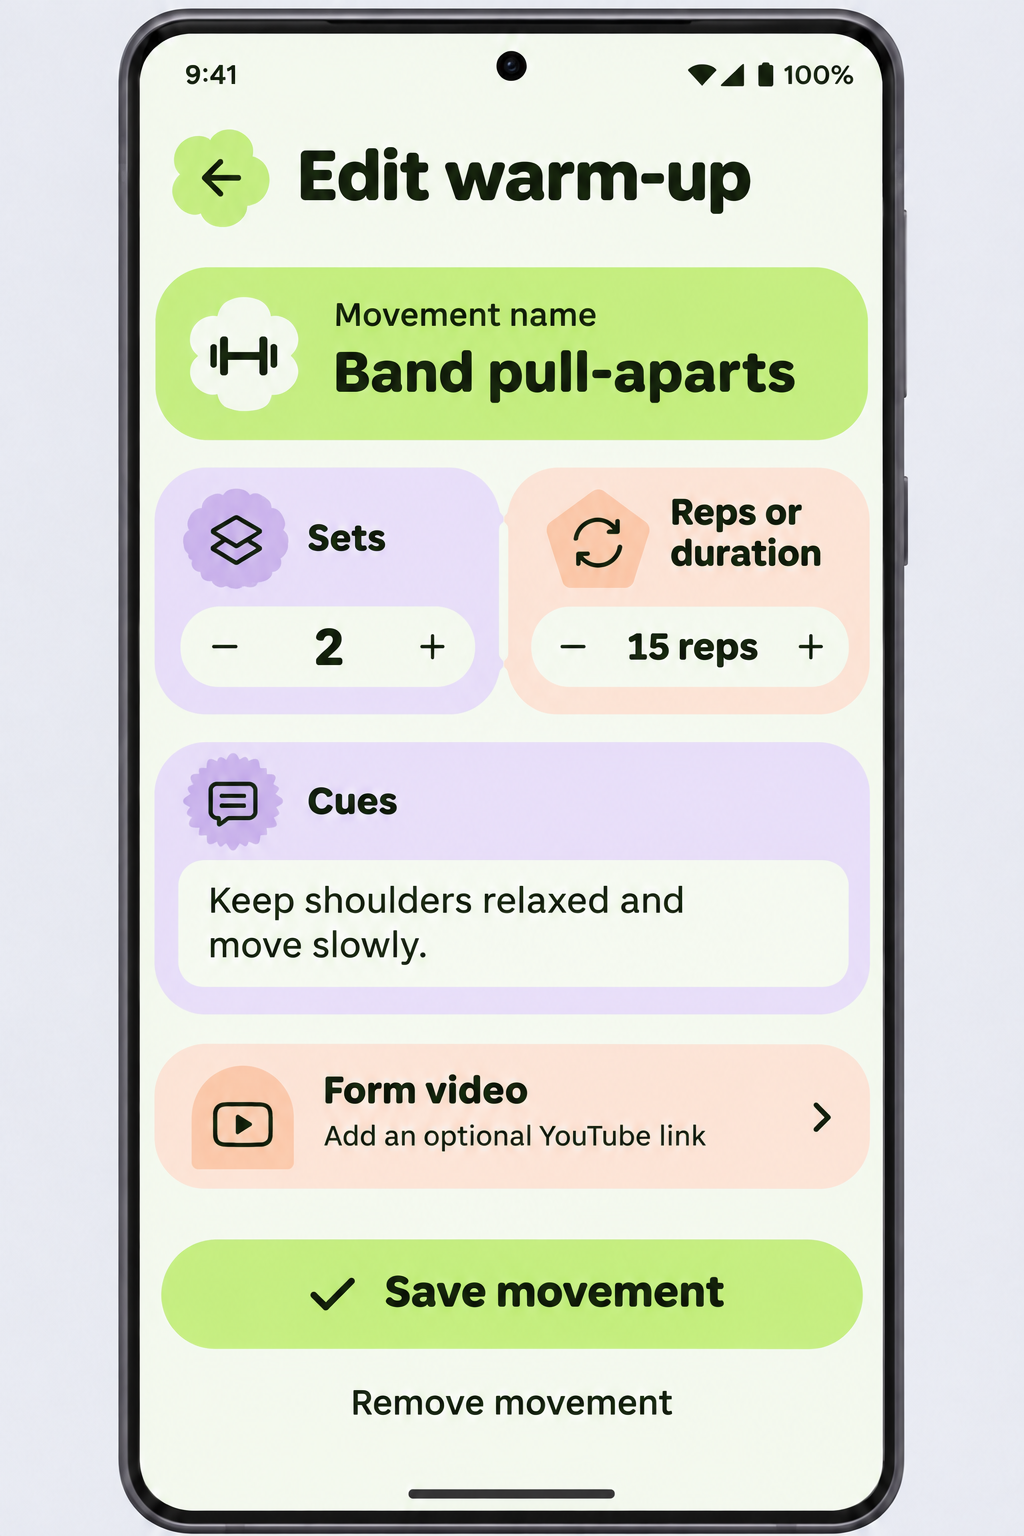 9:41
100%
Edit warm-up
Movement name
Band pull-aparts
Sets
− 2 +
Reps or
duration
− 15 reps +
Cues
Keep shoulders relaxed and
move slowly.
Form video
Add an optional YouTube link
Save movement
Remove movement